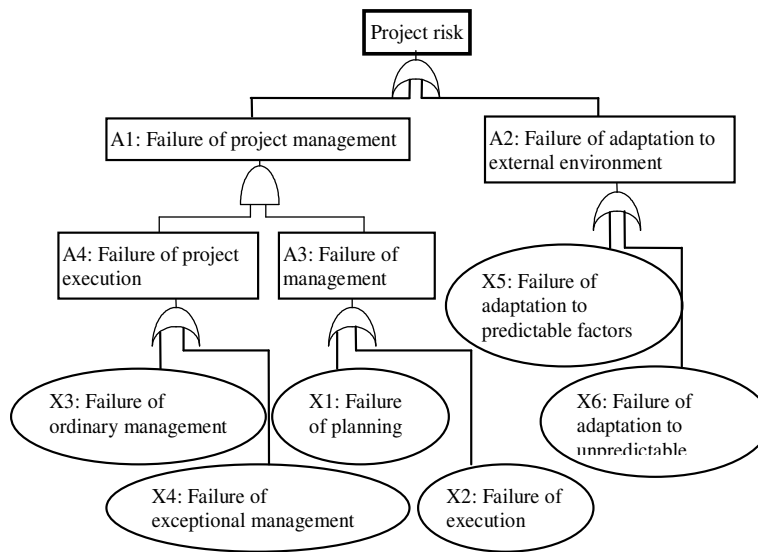 Project risk
A1: Failure of project management
A2: Failure of adaptation to
external environment
A4: Failure of project
execution
A3: Failure of
management
X5: Failure of
adaptation to
predictable factors
X3: Failure of
ordinary management
X1: Failure
of planning
X6: Failure of
adaptation to
unpredictable
X4: Failure of
exceptional management
X2: Failure of
execution